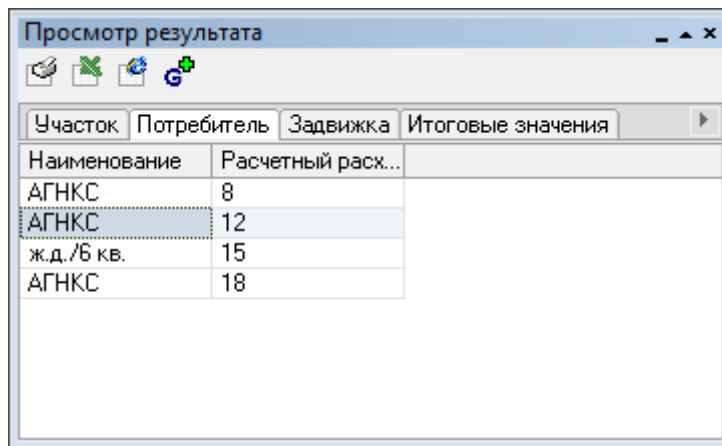 Просмотр результата
Участок Потребитель Задвижка Итоговые значения
Наименование Расчетный расх...
АГНКС 8
АГНКС 12
ж.д./6 кв. 15
АГНКС 18